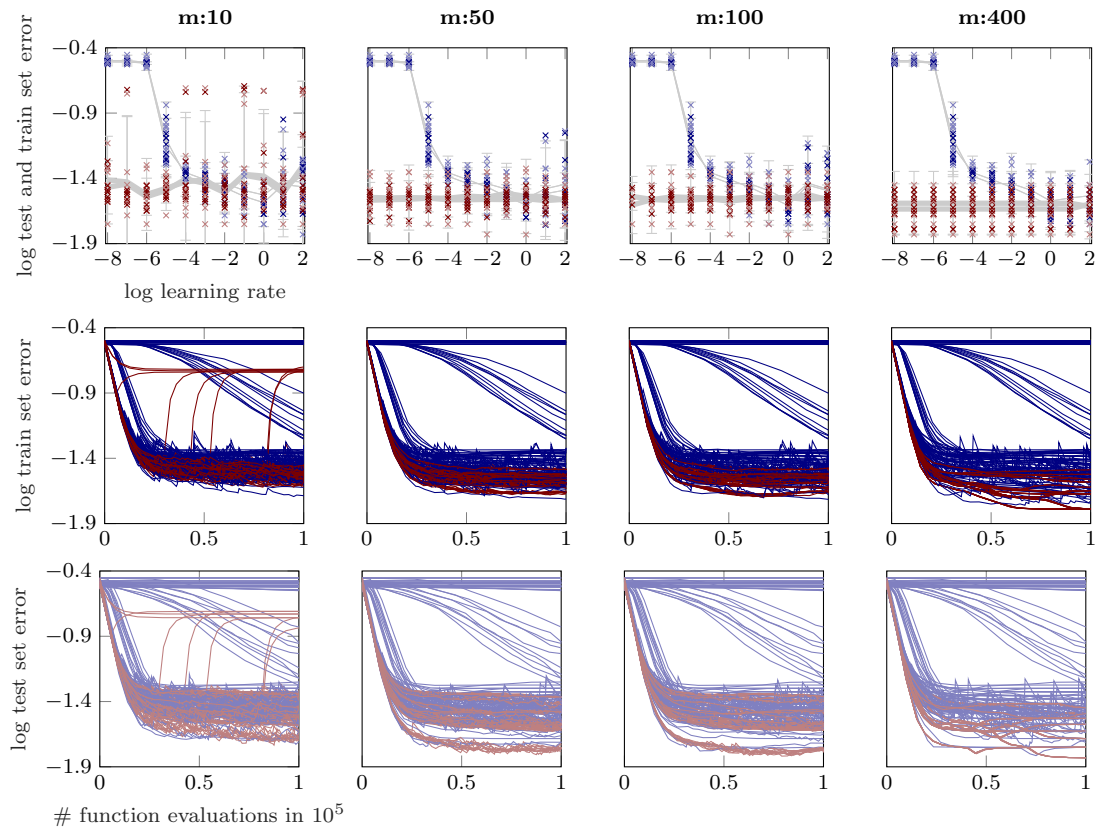 m:10 m:50 m:100 m:400
log test and train set error
−0.4
−0.9
−1.4
−1.9
−8 −6 −4 −2 0 2 −8 −6 −4 −2 0 2 −8 −6 −4 −2 0 2 −8 −6 −4 −2 0 2
log learning rate
log train set error
−0.4
−0.9
−1.4
−1.9
0 0.5 1 0 0.5 1 0 0.5 1 0 0.5 1
log test set error
−0.4
−0.9
−1.4
−1.9
0 0.5 1 0 0.5 1 0 0.5 1 0 0.5 1
# function evaluations in 10⁵